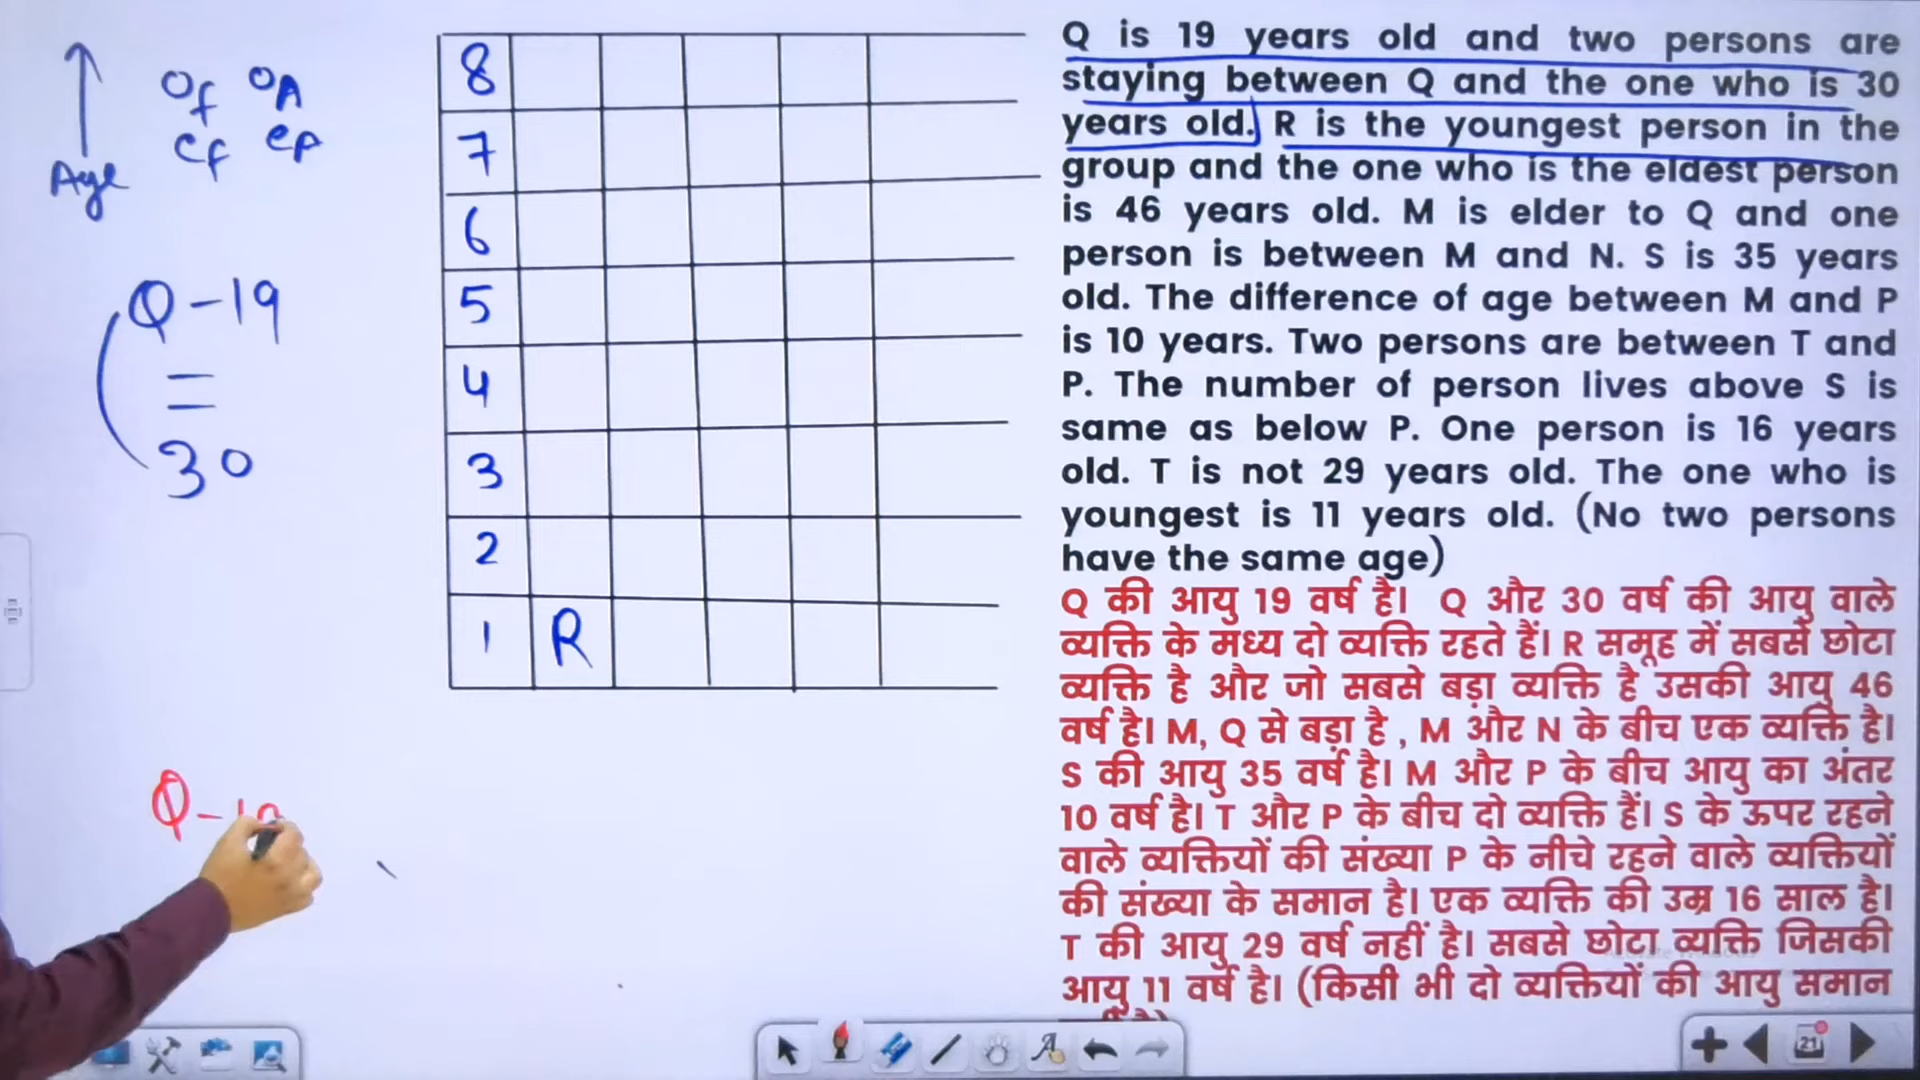 Age
Of OA
ef eA
Q - 19
=
30
Q - 19
8
7
6
5
4
3
2
1 R
Q is 19 years old and two persons are
staying between Q and the one who is 30
years old. R is the youngest person in the
group and the one who is the eldest person
is 46 years old. M is elder to Q and one
person is between M and N. S is 35 years
old. The difference of age between M and P
is 10 years. Two persons are between T and
P. The number of person lives above S is
same as below P. One person is 16 years
old. T is not 29 years old. The one who is
youngest is 11 years old. (No two persons
have the same age)
Q की आयु 19 वर्ष है। Q और 30 वर्ष की आयु वाले
व्यक्ति के मध्य दो व्यक्ति रहते हैं। R समूह में सबसे छोटा
व्यक्ति है और जो सबसे बड़ा व्यक्ति है उसकी आयु 46
वर्ष है। M, Q से बड़ा है , M और N के बीच एक व्यक्ति है।
S की आयु 35 वर्ष है। M और P के बीच आयु का अंतर
10 वर्ष है। T और P के बीच दो व्यक्ति हैं। S के ऊपर रहने
वाले व्यक्तियों की संख्या P के नीचे रहने वाले व्यक्तियों
की संख्या के समान है। एक व्यक्ति की उम्र 16 साल है।
T की आयु 29 वर्ष नहीं है। सबसे छोटा व्यक्ति जिसकी
आयु 11 वर्ष है। (किसी भी दो व्यक्तियों की आयु समान
21